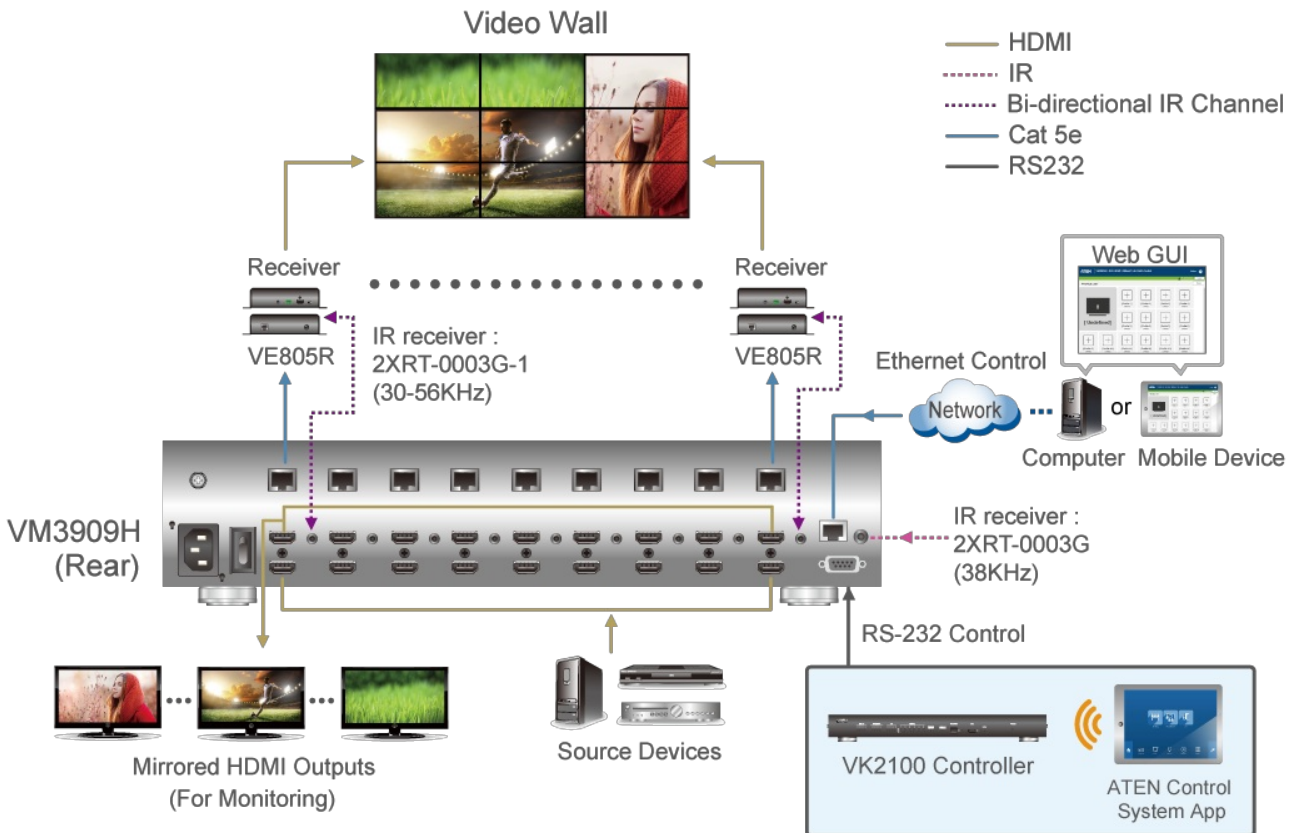 Video Wall
HDMI
IR
Bi-directional IR Channel
Cat 5e
RS232
Receiver
Receiver
VE805R
VE805R
IR receiver :
2XRT-0003G-1
(30-56KHz)
Web GUI
Ethernet Control
Network
or
Computer
Mobile Device
VM3909H
(Rear)
IR receiver :
2XRT-0003G
(38KHz)
RS-232 Control
Mirrored HDMI Outputs
(For Monitoring)
Source Devices
VK2100 Controller
ATEN Control
System App